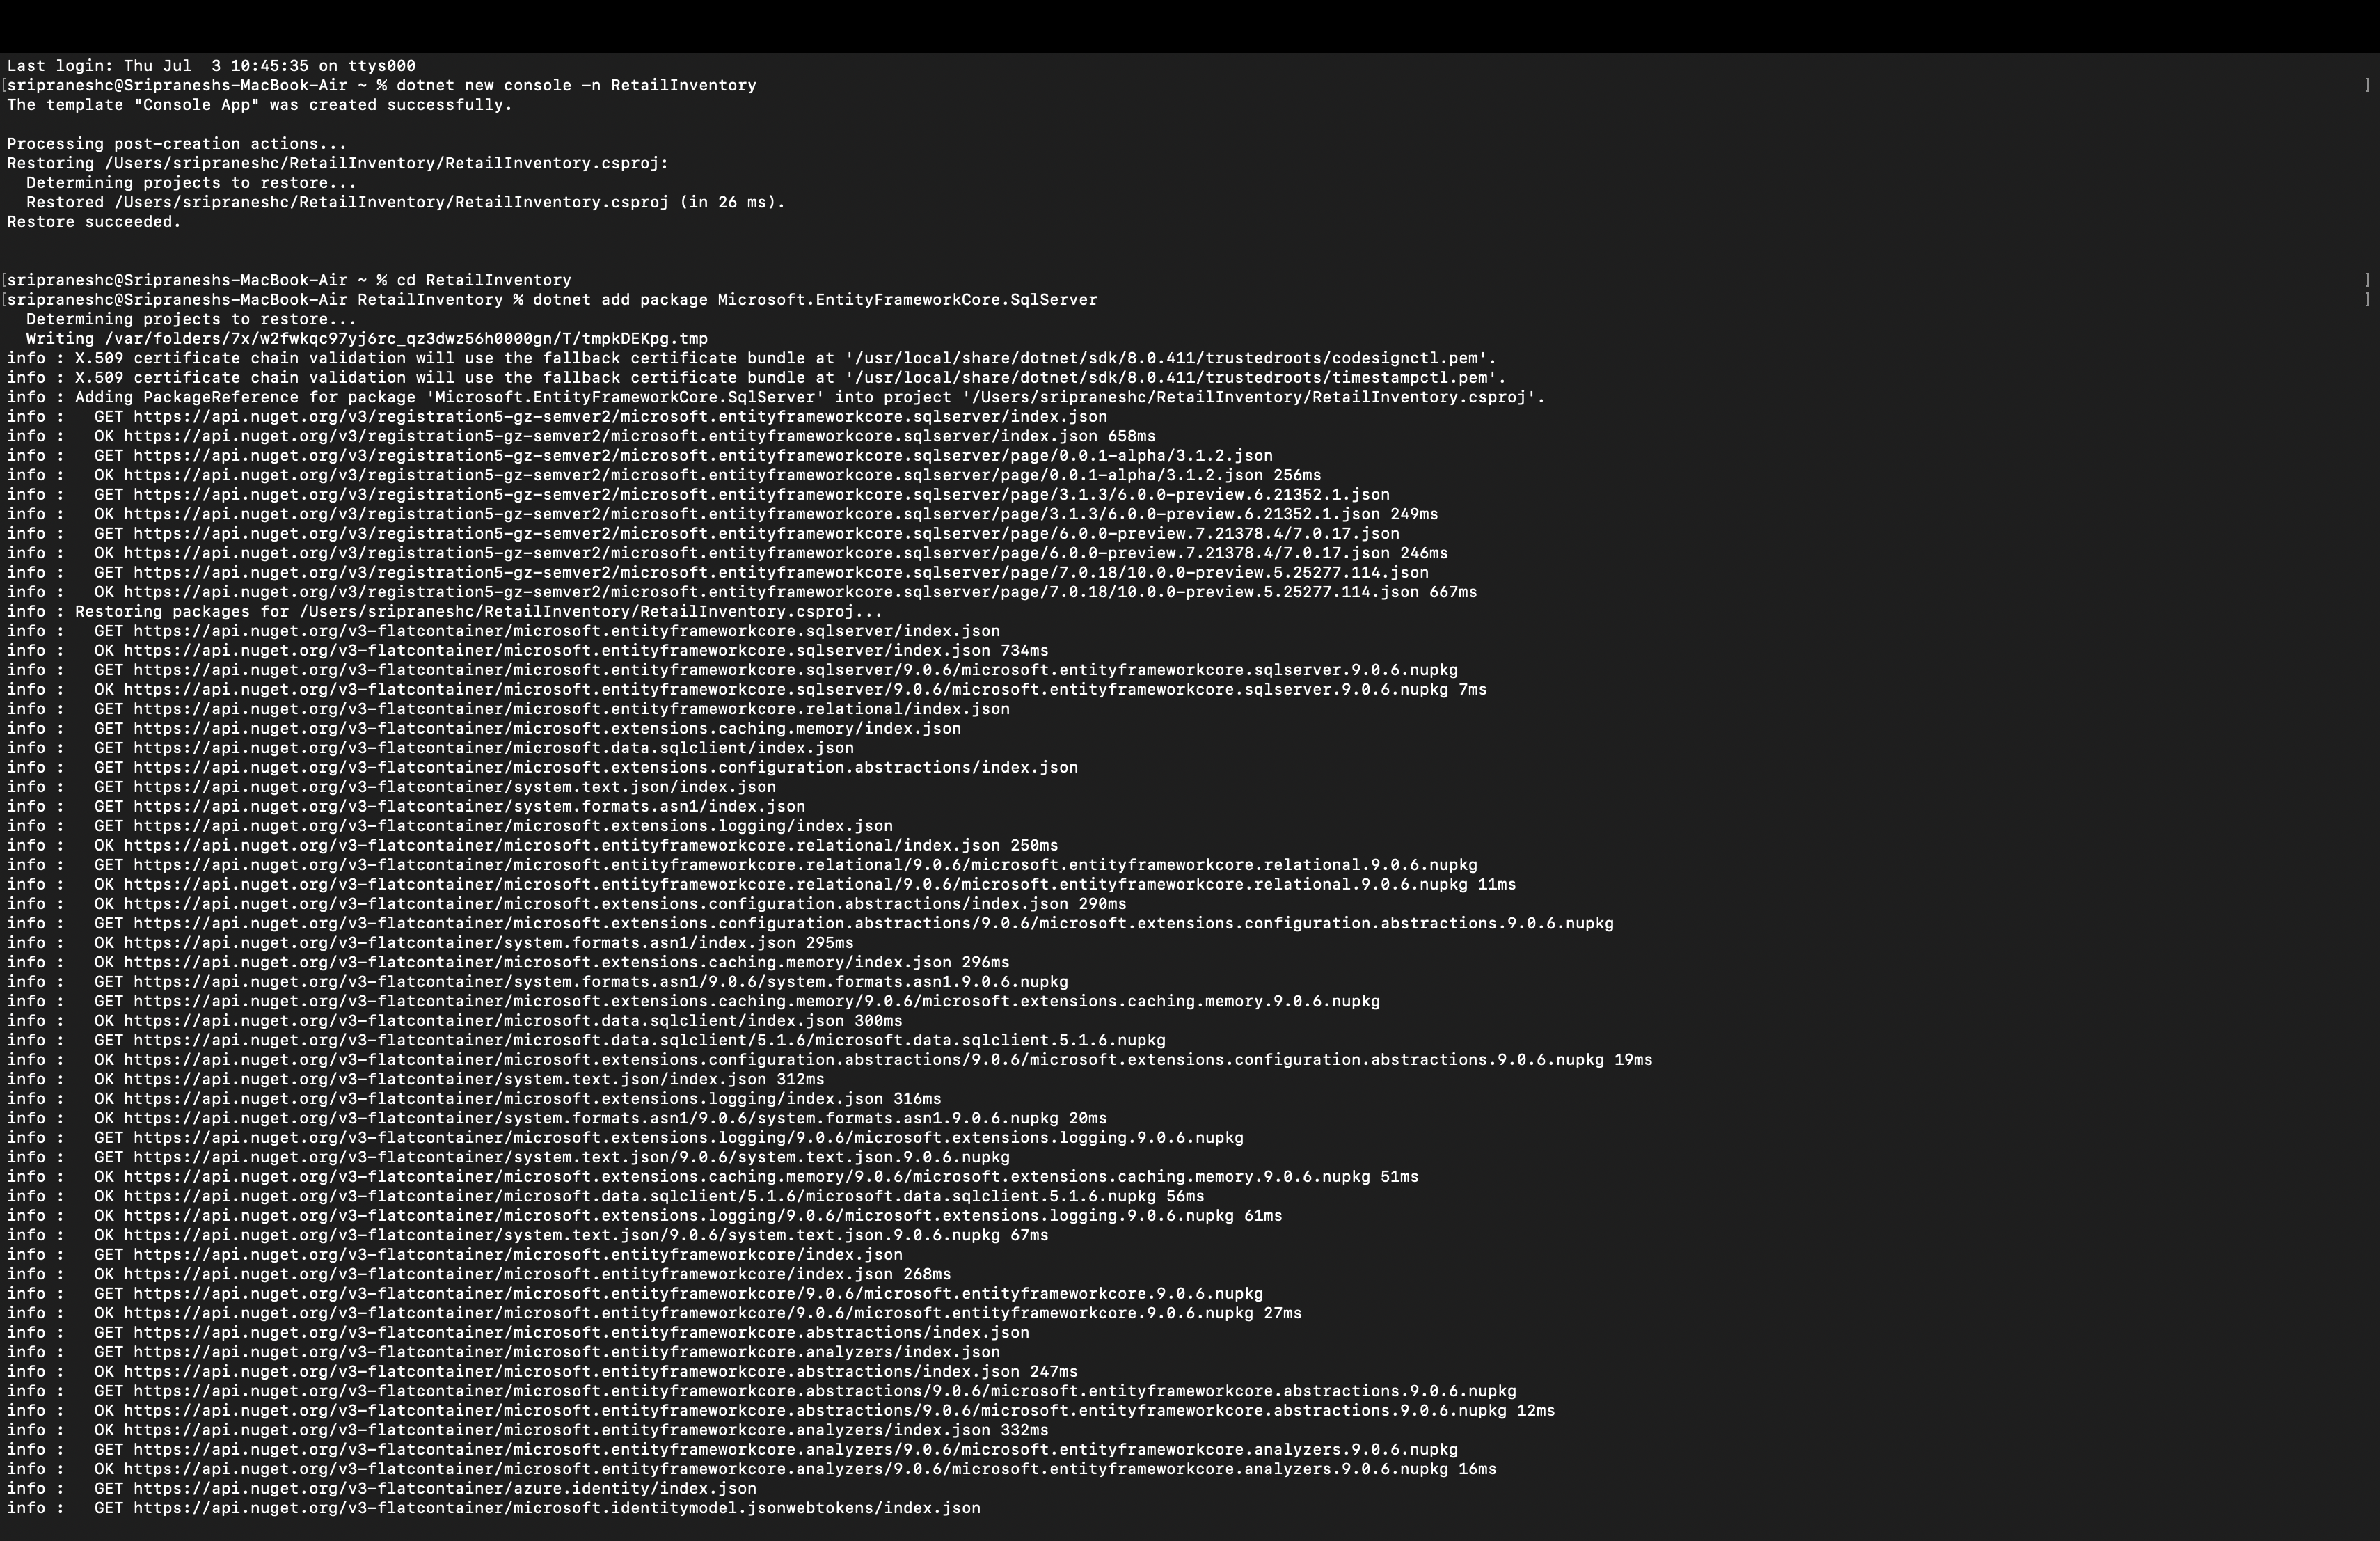 Last login: Thu Jul  3 10:45:35 on ttys000
[sripraneshc@Sripraneshs-MacBook-Air ~ % dotnet new console -n RetailInventory ]
The template "Console App" was created successfully.
Processing post-creation actions...
Restoring /Users/sripraneshc/RetailInventory/RetailInventory.csproj:
  Determining projects to restore...
  Restored /Users/sripraneshc/RetailInventory/RetailInventory.csproj (in 26 ms).
Restore succeeded.
[sripraneshc@Sripraneshs-MacBook-Air ~ % cd RetailInventory ]
[sripraneshc@Sripraneshs-MacBook-Air RetailInventory % dotnet add package Microsoft.EntityFrameworkCore.SqlServer ]
  Determining projects to restore...
  Writing /var/folders/7x/w2fwkqc97yj6rc_qz3dwz56h0000gn/T/tmpkDEKpg.tmp
info : X.509 certificate chain validation will use the fallback certificate bundle at '/usr/local/share/dotnet/sdk/8.0.411/trustedroots/codesignctl.pem'.
info : X.509 certificate chain validation will use the fallback certificate bundle at '/usr/local/share/dotnet/sdk/8.0.411/trustedroots/timestampctl.pem'.
info : Adding PackageReference for package 'Microsoft.EntityFrameworkCore.SqlServer' into project '/Users/sripraneshc/RetailInventory/RetailInventory.csproj'.
info :   GET https://api.nuget.org/v3/registration5-gz-semver2/microsoft.entityframeworkcore.sqlserver/index.json
info :   OK https://api.nuget.org/v3/registration5-gz-semver2/microsoft.entityframeworkcore.sqlserver/index.json 658ms
info :   GET https://api.nuget.org/v3/registration5-gz-semver2/microsoft.entityframeworkcore.sqlserver/page/0.0.1-alpha/3.1.2.json
info :   OK https://api.nuget.org/v3/registration5-gz-semver2/microsoft.entityframeworkcore.sqlserver/page/0.0.1-alpha/3.1.2.json 256ms
info :   GET https://api.nuget.org/v3/registration5-gz-semver2/microsoft.entityframeworkcore.sqlserver/page/3.1.3/6.0.0-preview.6.21352.1.json
info :   OK https://api.nuget.org/v3/registration5-gz-semver2/microsoft.entityframeworkcore.sqlserver/page/3.1.3/6.0.0-preview.6.21352.1.json 249ms
info :   GET https://api.nuget.org/v3/registration5-gz-semver2/microsoft.entityframeworkcore.sqlserver/page/6.0.0-preview.7.21378.4/7.0.17.json
info :   OK https://api.nuget.org/v3/registration5-gz-semver2/microsoft.entityframeworkcore.sqlserver/page/6.0.0-preview.7.21378.4/7.0.17.json 246ms
info :   GET https://api.nuget.org/v3/registration5-gz-semver2/microsoft.entityframeworkcore.sqlserver/page/7.0.18/10.0.0-preview.5.25277.114.json
info :   OK https://api.nuget.org/v3/registration5-gz-semver2/microsoft.entityframeworkcore.sqlserver/page/7.0.18/10.0.0-preview.5.25277.114.json 667ms
info : Restoring packages for /Users/sripraneshc/RetailInventory/RetailInventory.csproj...
info :   GET https://api.nuget.org/v3-flatcontainer/microsoft.entityframeworkcore.sqlserver/index.json
info :   OK https://api.nuget.org/v3-flatcontainer/microsoft.entityframeworkcore.sqlserver/index.json 734ms
info :   GET https://api.nuget.org/v3-flatcontainer/microsoft.entityframeworkcore.sqlserver/9.0.6/microsoft.entityframeworkcore.sqlserver.9.0.6.nupkg
info :   OK https://api.nuget.org/v3-flatcontainer/microsoft.entityframeworkcore.sqlserver/9.0.6/microsoft.entityframeworkcore.sqlserver.9.0.6.nupkg 7ms
info :   GET https://api.nuget.org/v3-flatcontainer/microsoft.entityframeworkcore.relational/index.json
info :   GET https://api.nuget.org/v3-flatcontainer/microsoft.extensions.caching.memory/index.json
info :   GET https://api.nuget.org/v3-flatcontainer/microsoft.data.sqlclient/index.json
info :   GET https://api.nuget.org/v3-flatcontainer/microsoft.extensions.configuration.abstractions/index.json
info :   GET https://api.nuget.org/v3-flatcontainer/system.text.json/index.json
info :   GET https://api.nuget.org/v3-flatcontainer/system.formats.asn1/index.json
info :   GET https://api.nuget.org/v3-flatcontainer/microsoft.extensions.logging/index.json
info :   OK https://api.nuget.org/v3-flatcontainer/microsoft.entityframeworkcore.relational/index.json 250ms
info :   GET https://api.nuget.org/v3-flatcontainer/microsoft.entityframeworkcore.relational/9.0.6/microsoft.entityframeworkcore.relational.9.0.6.nupkg
info :   OK https://api.nuget.org/v3-flatcontainer/microsoft.entityframeworkcore.relational/9.0.6/microsoft.entityframeworkcore.relational.9.0.6.nupkg 11ms
info :   OK https://api.nuget.org/v3-flatcontainer/microsoft.extensions.configuration.abstractions/index.json 290ms
info :   GET https://api.nuget.org/v3-flatcontainer/microsoft.extensions.configuration.abstractions/9.0.6/microsoft.extensions.configuration.abstractions.9.0.6.nupkg
info :   OK https://api.nuget.org/v3-flatcontainer/system.formats.asn1/index.json 295ms
info :   OK https://api.nuget.org/v3-flatcontainer/microsoft.extensions.caching.memory/index.json 296ms
info :   GET https://api.nuget.org/v3-flatcontainer/system.formats.asn1/9.0.6/system.formats.asn1.9.0.6.nupkg
info :   GET https://api.nuget.org/v3-flatcontainer/microsoft.extensions.caching.memory/9.0.6/microsoft.extensions.caching.memory.9.0.6.nupkg
info :   OK https://api.nuget.org/v3-flatcontainer/microsoft.data.sqlclient/index.json 300ms
info :   GET https://api.nuget.org/v3-flatcontainer/microsoft.data.sqlclient/5.1.6/microsoft.data.sqlclient.5.1.6.nupkg
info :   OK https://api.nuget.org/v3-flatcontainer/microsoft.extensions.configuration.abstractions/9.0.6/microsoft.extensions.configuration.abstractions.9.0.6.nupkg 19ms
info :   OK https://api.nuget.org/v3-flatcontainer/system.text.json/index.json 312ms
info :   OK https://api.nuget.org/v3-flatcontainer/microsoft.extensions.logging/index.json 316ms
info :   OK https://api.nuget.org/v3-flatcontainer/system.formats.asn1/9.0.6/system.formats.asn1.9.0.6.nupkg 20ms
info :   GET https://api.nuget.org/v3-flatcontainer/microsoft.extensions.logging/9.0.6/microsoft.extensions.logging.9.0.6.nupkg
info :   GET https://api.nuget.org/v3-flatcontainer/system.text.json/9.0.6/system.text.json.9.0.6.nupkg
info :   OK https://api.nuget.org/v3-flatcontainer/microsoft.extensions.caching.memory/9.0.6/microsoft.extensions.caching.memory.9.0.6.nupkg 51ms
info :   OK https://api.nuget.org/v3-flatcontainer/microsoft.data.sqlclient/5.1.6/microsoft.data.sqlclient.5.1.6.nupkg 56ms
info :   OK https://api.nuget.org/v3-flatcontainer/microsoft.extensions.logging/9.0.6/microsoft.extensions.logging.9.0.6.nupkg 61ms
info :   OK https://api.nuget.org/v3-flatcontainer/system.text.json/9.0.6/system.text.json.9.0.6.nupkg 67ms
info :   GET https://api.nuget.org/v3-flatcontainer/microsoft.entityframeworkcore/index.json
info :   OK https://api.nuget.org/v3-flatcontainer/microsoft.entityframeworkcore/index.json 268ms
info :   GET https://api.nuget.org/v3-flatcontainer/microsoft.entityframeworkcore/9.0.6/microsoft.entityframeworkcore.9.0.6.nupkg
info :   OK https://api.nuget.org/v3-flatcontainer/microsoft.entityframeworkcore/9.0.6/microsoft.entityframeworkcore.9.0.6.nupkg 27ms
info :   GET https://api.nuget.org/v3-flatcontainer/microsoft.entityframeworkcore.abstractions/index.json
info :   GET https://api.nuget.org/v3-flatcontainer/microsoft.entityframeworkcore.analyzers/index.json
info :   OK https://api.nuget.org/v3-flatcontainer/microsoft.entityframeworkcore.abstractions/index.json 247ms
info :   GET https://api.nuget.org/v3-flatcontainer/microsoft.entityframeworkcore.abstractions/9.0.6/microsoft.entityframeworkcore.abstractions.9.0.6.nupkg
info :   OK https://api.nuget.org/v3-flatcontainer/microsoft.entityframeworkcore.abstractions/9.0.6/microsoft.entityframeworkcore.abstractions.9.0.6.nupkg 12ms
info :   OK https://api.nuget.org/v3-flatcontainer/microsoft.entityframeworkcore.analyzers/index.json 332ms
info :   GET https://api.nuget.org/v3-flatcontainer/microsoft.entityframeworkcore.analyzers/9.0.6/microsoft.entityframeworkcore.analyzers.9.0.6.nupkg
info :   OK https://api.nuget.org/v3-flatcontainer/microsoft.entityframeworkcore.analyzers/9.0.6/microsoft.entityframeworkcore.analyzers.9.0.6.nupkg 16ms
info :   GET https://api.nuget.org/v3-flatcontainer/azure.identity/index.json
info :   GET https://api.nuget.org/v3-flatcontainer/microsoft.identitymodel.jsonwebtokens/index.json